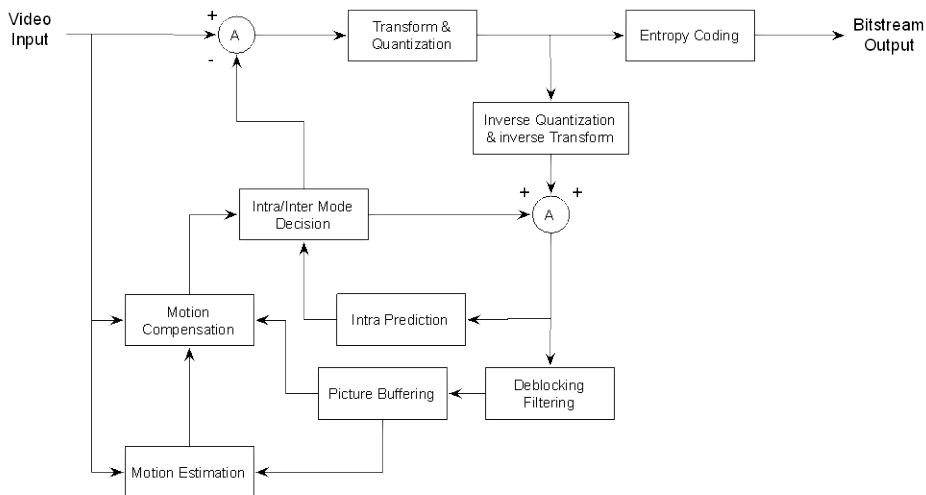 Video
Input
+
A
-
Transform &
Quantization
Entropy Coding
Bitstream
Output
Inverse Quantization
& inverse Transform
+ +
A
Intra/Inter Mode
Decision
Motion
Compensation
Intra Prediction
Picture Buffering
Deblocking
Filtering
Motion Estimation